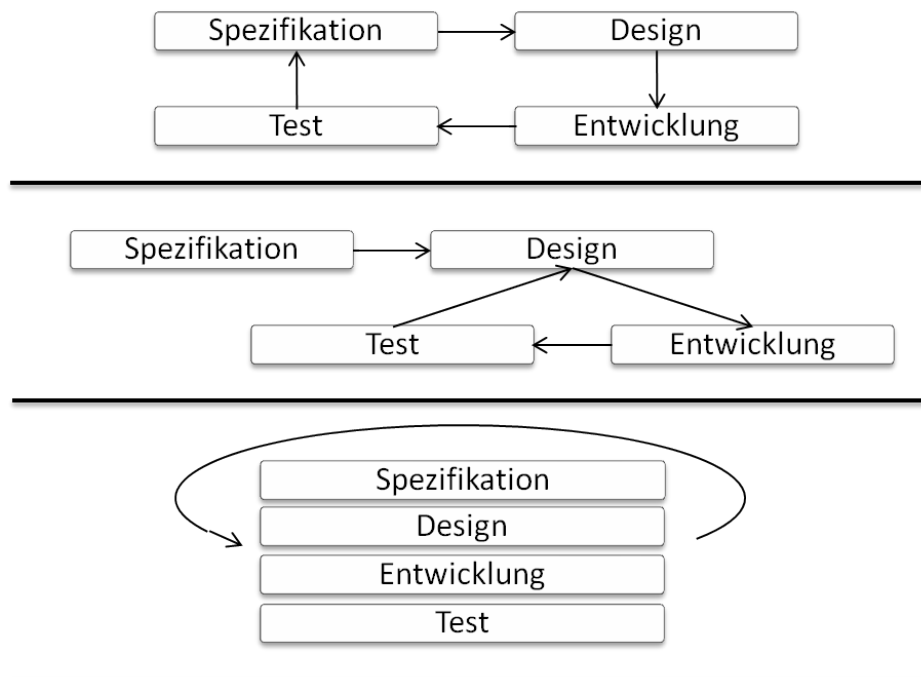 Spezifikation
Design
Test
Entwicklung
Spezifikation
Design
Test
Entwicklung
Spezifikation
Design
Entwicklung
Test